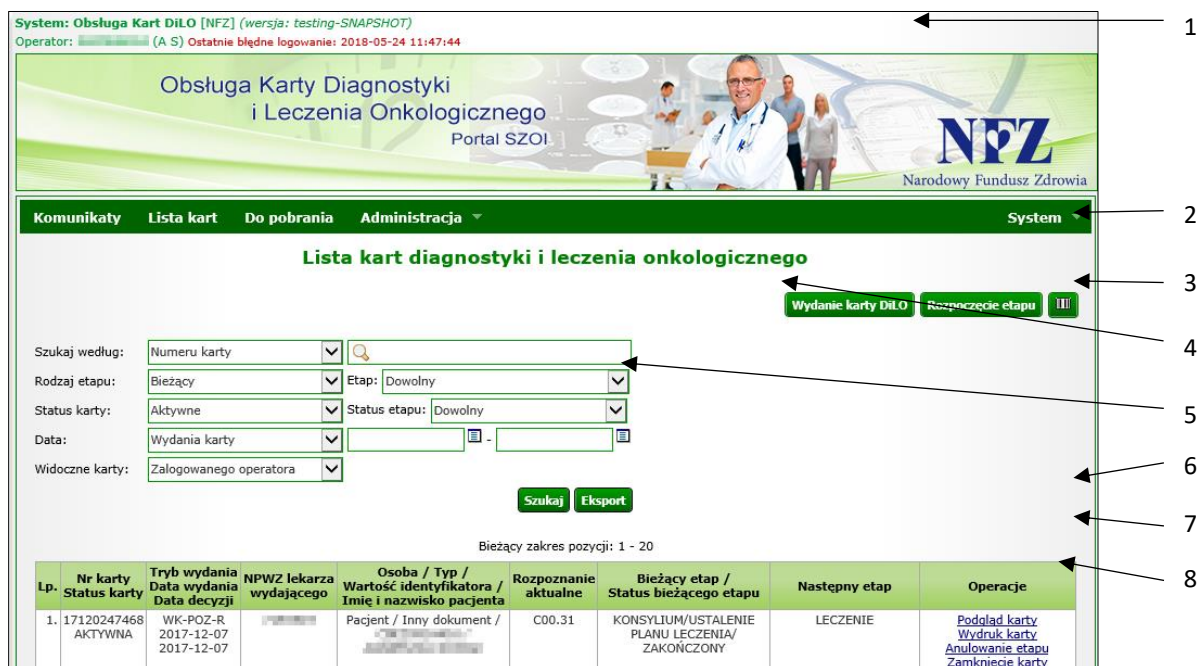 System: Obsługa Kart DiLO [NFZ] (wersja: testing-SNAPSHOT)
Operator: (A S) Ostatnie błędne logowanie: 2018-05-24 11:47:44
1
Obsługa Karty Diagnostyki
i Leczenia Onkologicznego
Portal SZOI
NFZ
Narodowy Fundusz Zdrowia
Komunikaty Lista kart Do pobrania Administracja System
2
Lista kart diagnostyki i leczenia onkologicznego
3
Wydanie karty DiLO Rozpoczęcie etapu
4
Szukaj według: Numeru karty
Rodzaj etapu: Bieżący Etap: Dowolny
Status karty: Aktywne Status etapu: Dowolny
5
Data: Wydania karty -
Widoczne karty: Zalogowanego operatora
6
Szukaj Eksport
7
Bieżący zakres pozycji: 1 - 20
8
Lp. Nr karty Status karty Tryb wydania Data wydania Data decyzji NPWZ lekarza wydającego Osoba / Typ / Wartość identyfikatora / Imię i nazwisko pacjenta Rozpoznanie aktualne Bieżący etap / Status bieżącego etapu Następny etap Operacje
1. 17120247468 WK-POZ-R Pacjent / Inny dokument / C00.31 KONSYLIUM/USTALENIE LECZENIE Podgląd karty
AKTYWNA 2017-12-07 PLANU LECZENIA/ Wydruk karty
2017-12-07 ZAKOŃCZONY Anulowanie etapu
Zamknięcie karty